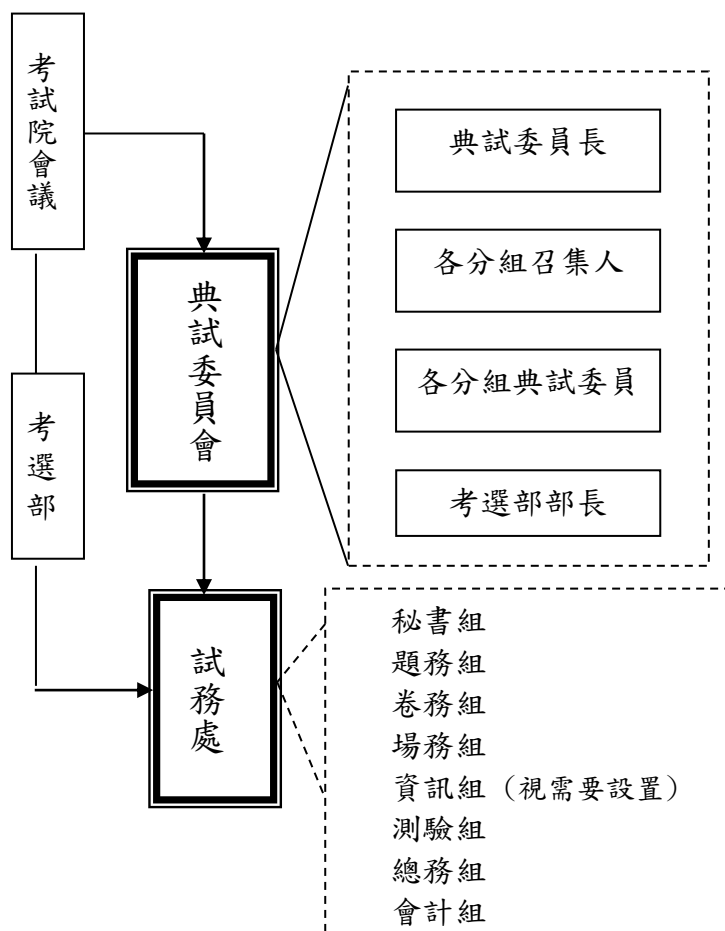 考試院會議
考選部
典試委員會
試務處
典試委員長
各分組召集人
各分組典試委員
考選部部長
秘書組
題務組
卷務組
場務組
資訊組（視需要設置）
測驗組
總務組
會計組